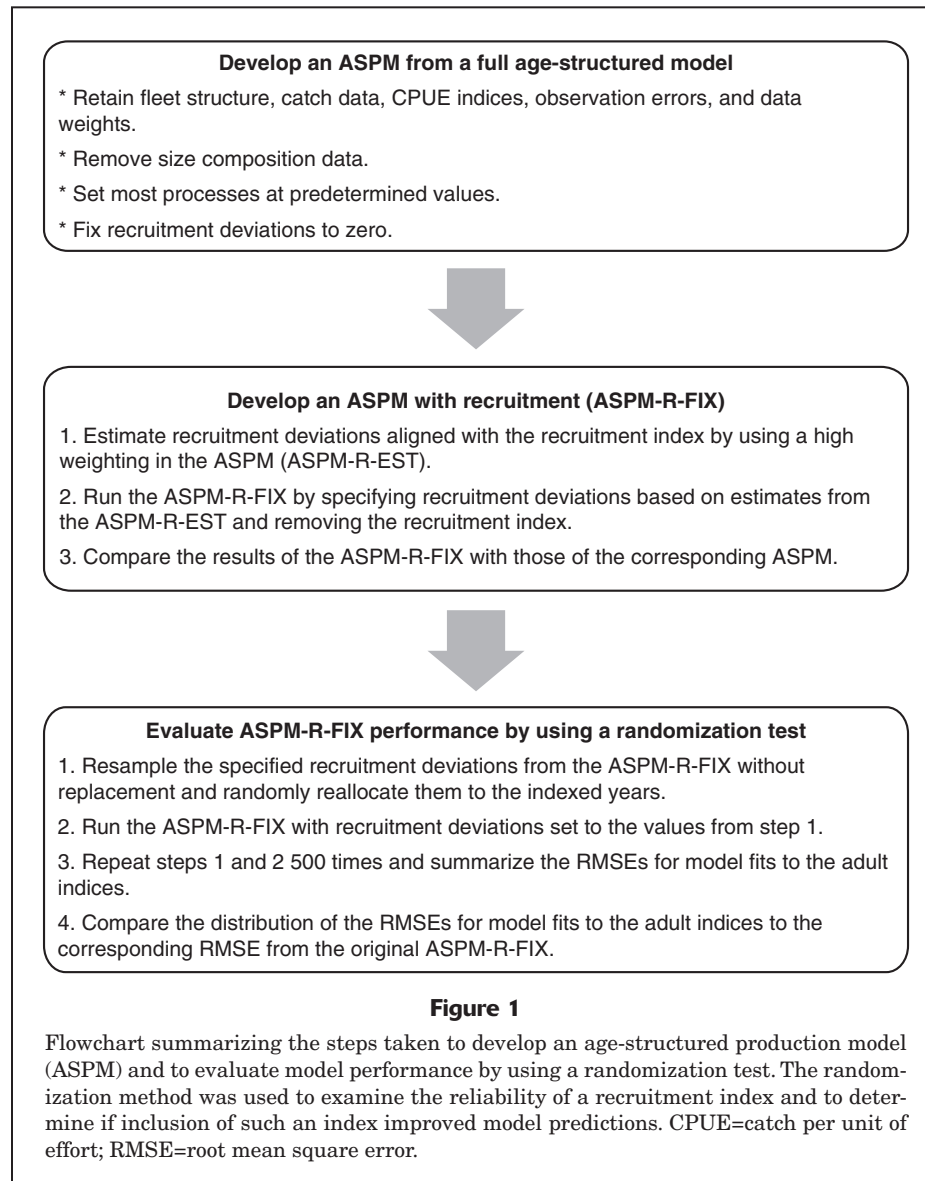 Develop an ASPM from a full age-structured model
* Retain fleet structure, catch data, CPUE indices, observation errors, and data
weights.
* Remove size composition data.
* Set most processes at predetermined values.
* Fix recruitment deviations to zero.
Develop an ASPM with recruitment (ASPM-R-FIX)
1. Estimate recruitment deviations aligned with the recruitment index by using a high
weighting in the ASPM (ASPM-R-EST).
2. Run the ASPM-R-FIX by specifying recruitment deviations based on estimates from
the ASPM-R-EST and removing the recruitment index.
3. Compare the results of the ASPM-R-FIX with those of the corresponding ASPM.
Evaluate ASPM-R-FIX performance by using a randomization test
1. Resample the specified recruitment deviations from the ASPM-R-FIX without
replacement and randomly reallocate them to the indexed years.
2. Run the ASPM-R-FIX with recruitment deviations set to the values from step 1.
3. Repeat steps 1 and 2 500 times and summarize the RMSEs for model fits to the adult
indices.
4. Compare the distribution of the RMSEs for model fits to the adult indices to the
corresponding RMSE from the original ASPM-R-FIX.
Figure 1
Flowchart summarizing the steps taken to develop an age-structured production model
(ASPM) and to evaluate model performance by using a randomization test. The random-
ization method was used to examine the reliability of a recruitment index and to deter-
mine if inclusion of such an index improved model predictions. CPUE=catch per unit of
effort; RMSE=root mean square error.